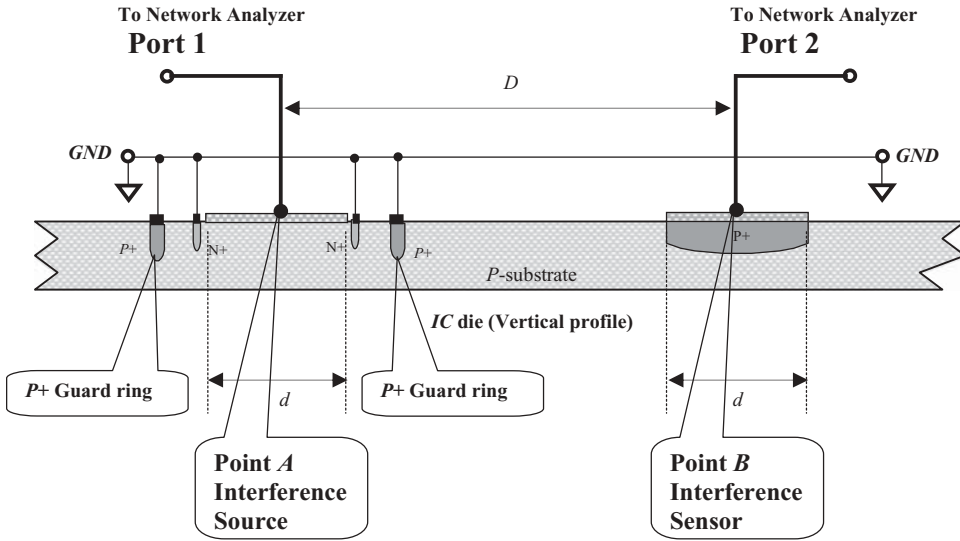 To Network Analyzer
Port 1
To Network Analyzer
Port 2
D
GND
GND
P+
N+
N+
P+
P+
P-substrate
IC die (Vertical profile)
P+ Guard ring
d
P+ Guard ring
d
Point A
Interference
Source
Point B
Interference
Sensor